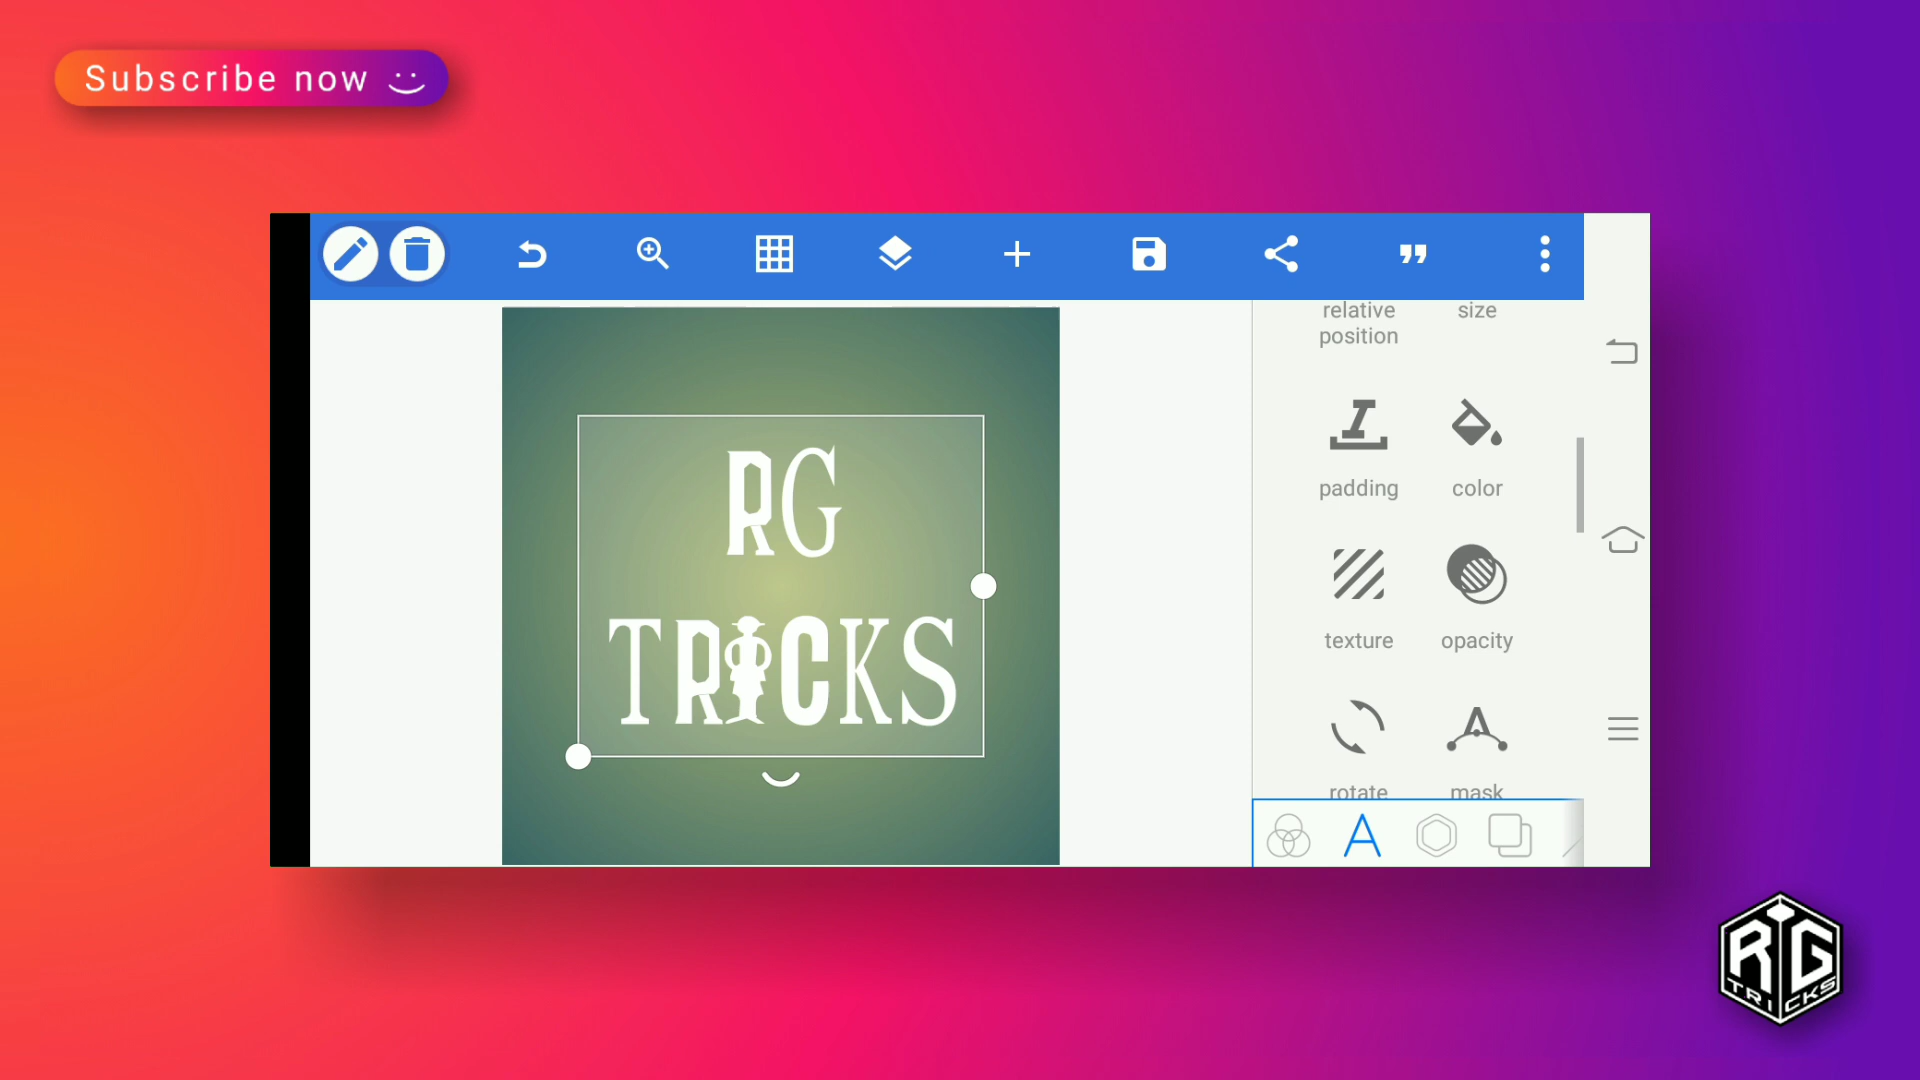 Subscribe now
relative
position
size
padding
color
texture
opacity
rotate
mask
RG
TRICKS
RG
TRICKS